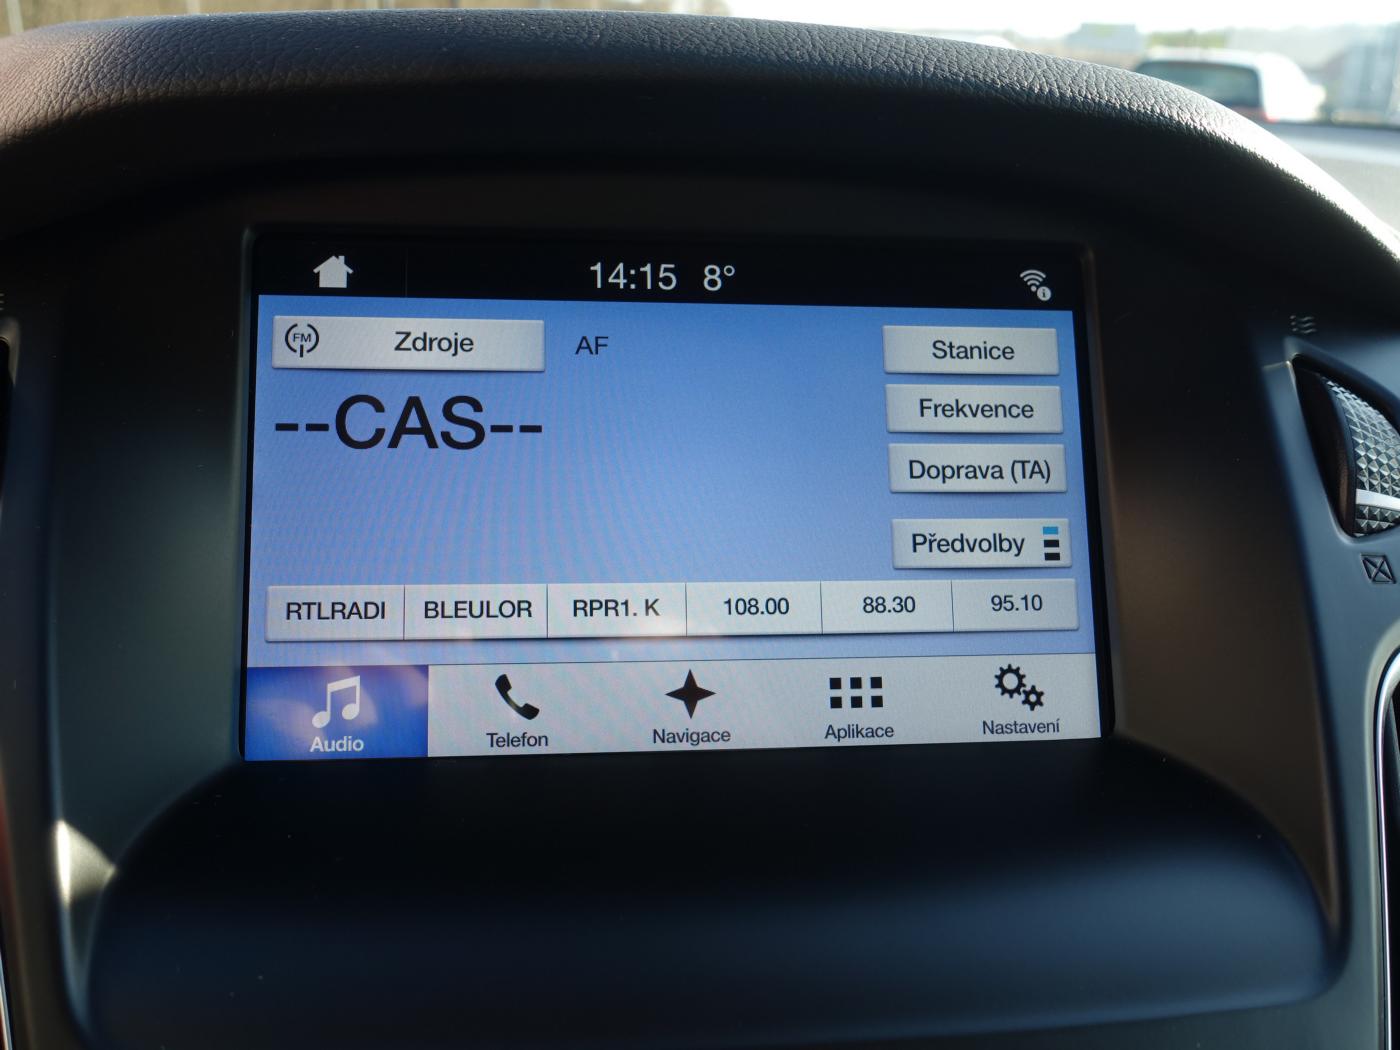 14:15 8°
FM Zdroje AF
--CAS--
Stanice
Frekvence
Doprava (TA)
Předvolby
RTLRADI BLEULOR RPR1. K 108.00 88.30 95.10
Audio Telefon Navigace Aplikace Nastavení